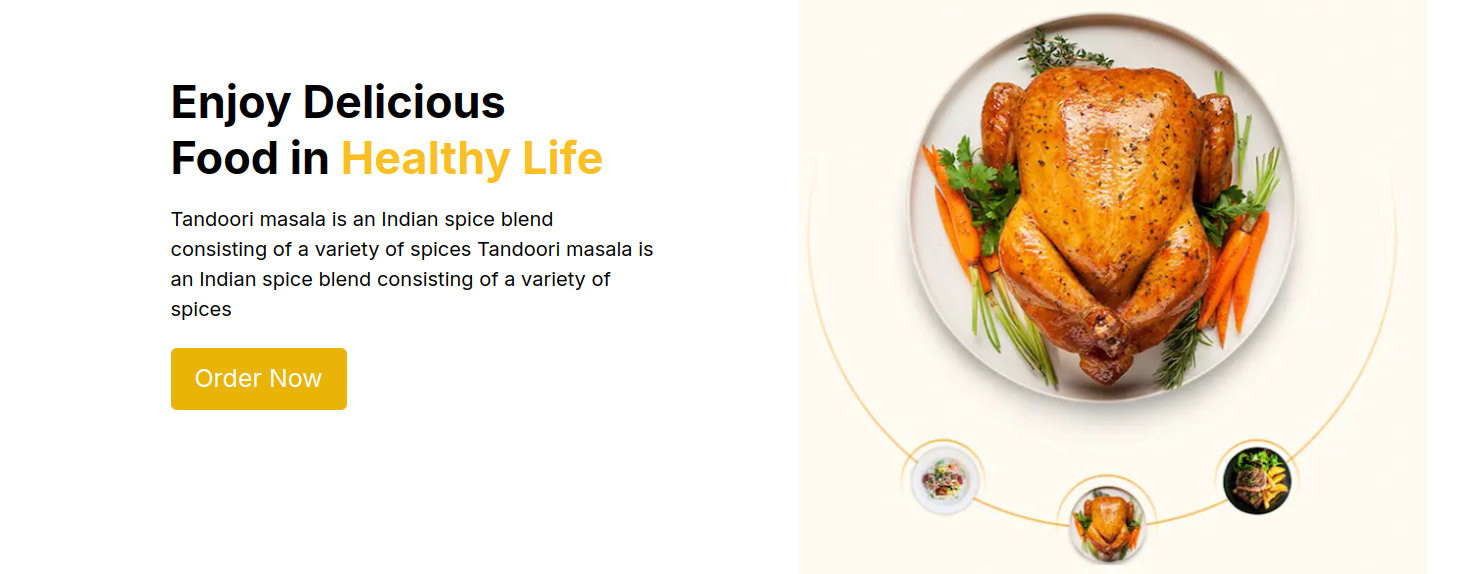 Enjoy Delicious
Food in Healthy Life
Tandoori masala is an Indian spice blend
consisting of a variety of spices Tandoori masala is
an Indian spice blend consisting of a variety of
spices
Order Now